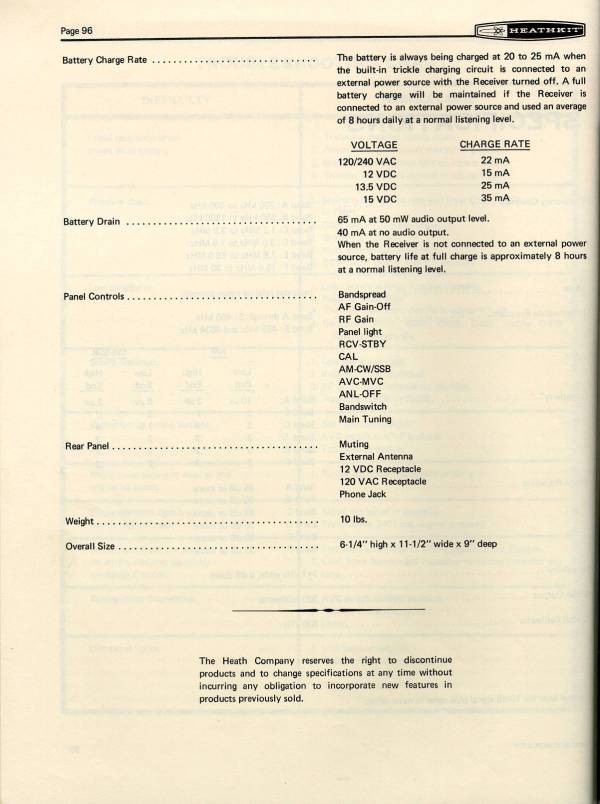 Page 96
HEATHKIT
Battery Charge Rate ............................. The battery is always being charged at 20 to 25 mA when
the built-in trickle charging circuit is connected to an
external power source with the Receiver turned off. A full
battery charge will be maintained if the Receiver is
connected to an external power source and used an average
of 8 hours daily at a normal listening level.
VOLTAGE CHARGE RATE
120/240 VAC 22 mA
12 VDC 15 mA
13.5 VDC 25 mA
15 VDC 35 mA
Battery Drain ................................. 65 mA at 50 mW audio output level.
40 mA at no audio output.
When the Receiver is not connected to an external power
source, battery life at full charge is approximately 8 hours
at a normal listening level.
Panel Controls ................................. Bandspread
AF Gain-Off
RF Gain
Panel light
RCV-STBY
CAL
AM-CW/SSB
AVC-MVC
ANL-OFF
Bandswitch
Main Tuning
Rear Panel .................................... Muting
External Antenna
12 VDC Receptacle
120 VAC Receptacle
Phone Jack
Weight ...................................... 10 lbs.
Overall Size ................................... 6-1/4" high x 11-1/2" wide x 9" deep
The Heath Company reserves the right to discontinue
products and to change specifications at any time without
incurring any obligation to incorporate new features in
products previously sold.